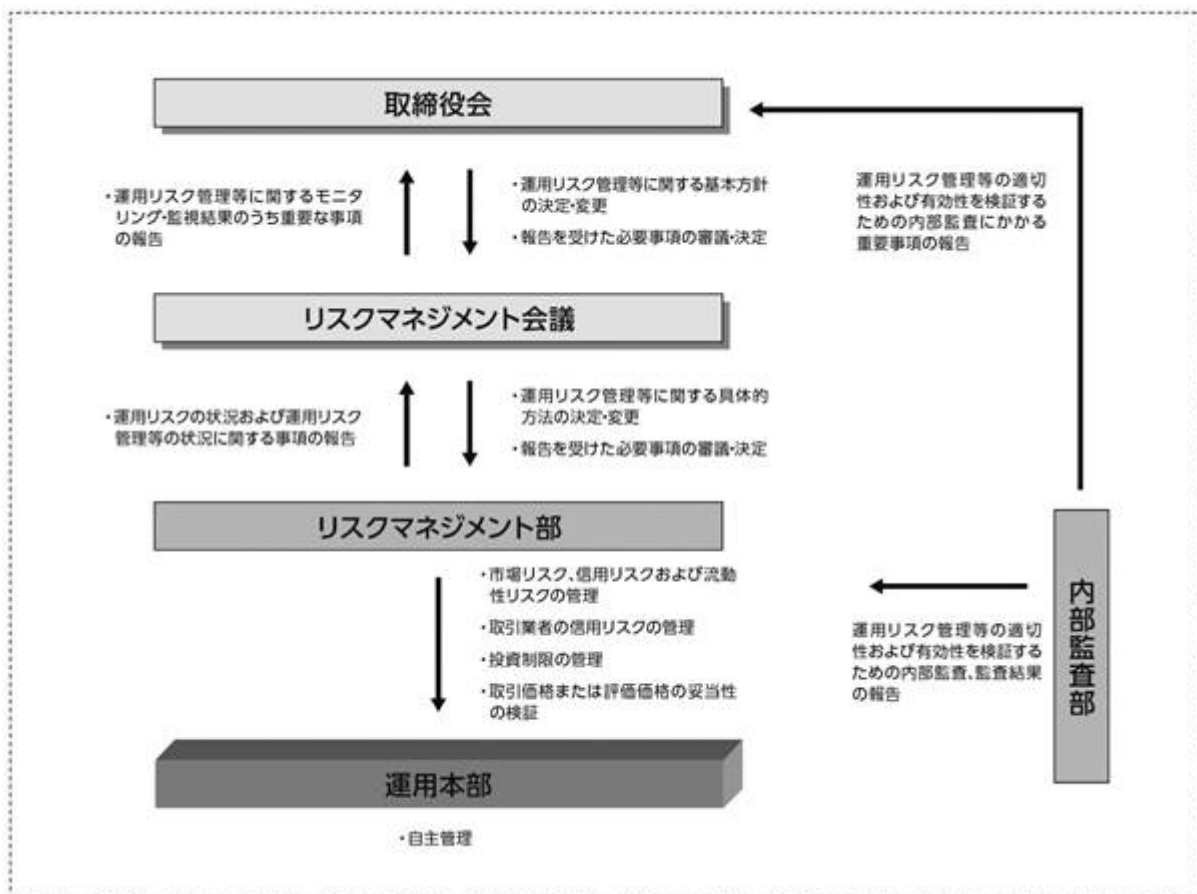 取締役会
・運用リスク管理等に関するモニタ
リング・監視結果のうち重要な事項
の報告
・運用リスク管理等に関する基本方針
の決定・変更
・報告を受けた必要事項の審議・決定
運用リスク管理等の適切
性および有効性を検証する
ための内部監査にかかる
重要事項の報告
リスクマネジメント会議
・運用リスクの状況および運用リスク
管理等の状況に関する事項の報告
・運用リスク管理等に関する具体的
方法の決定・変更
・報告を受けた必要事項の審議・決定
リスクマネジメント部
・市場リスク、信用リスクおよび流動
性リスクの管理
・取引業者の信用リスクの管理
・投資制限の管理
・取引価格または評価価格の妥当性
の検証
運用リスク管理等の適切
性および有効性を検証する
ための内部監査、監査結果
の報告
内部監査部
運用本部
・自主管理